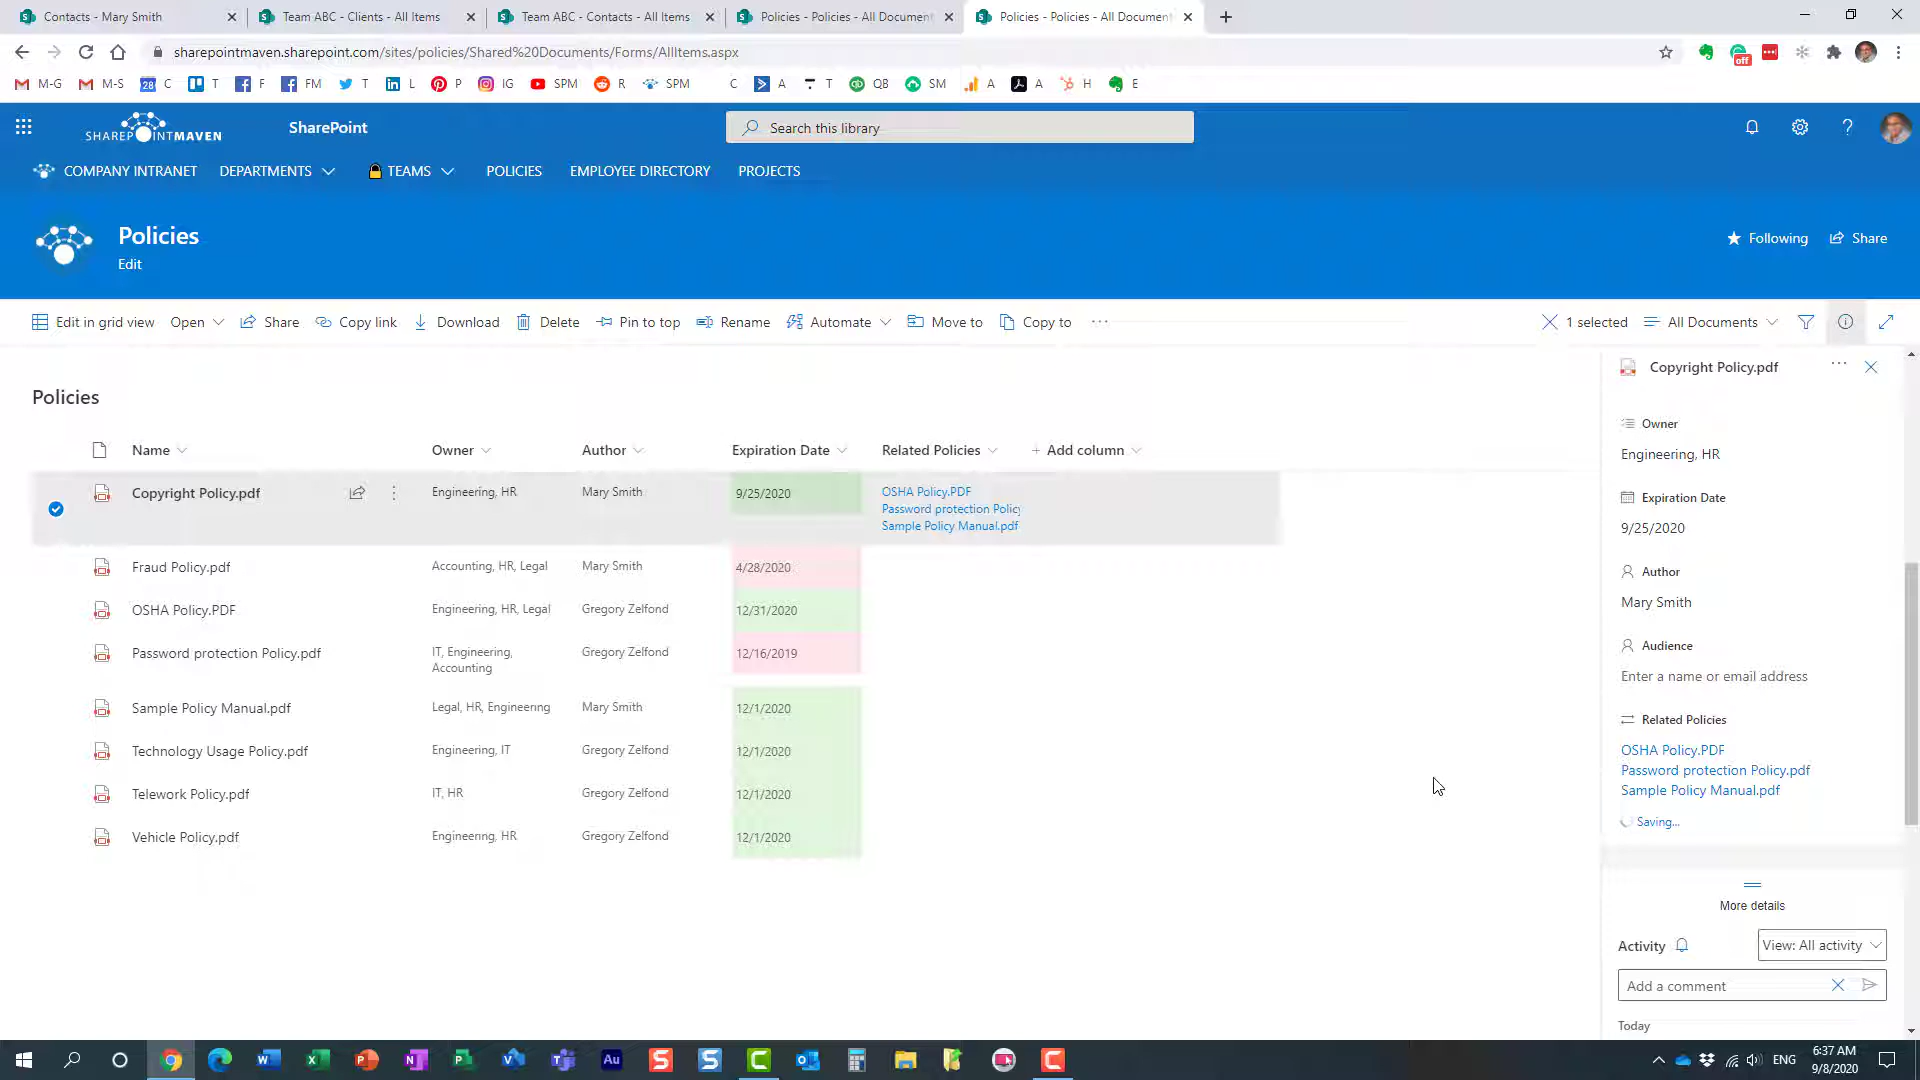 Contacts - Mary Smith
Team ABC - Clients - All Items
Team ABC - Contacts - All Items
Policies - Policies - All Document
Policies - Policies - All Document
sharepointmaven.sharepoint.com/sites/policies/Shared%20Documents/Forms/AllItems.aspx
off
M-G
M-S
28
C
T
F
FM
T
L
P
IG
SPM
R
SPM
C
A
T
QB
SM
A
A
H
E
SHAREPOINTMAVEN
SharePoint
Search this library
COMPANY INTRANET
DEPARTMENTS
TEAMS
POLICIES
EMPLOYEE DIRECTORY
PROJECTS
Policies
Edit
Following
Share
Edit in grid view
Open
Share
Copy link
Download
Delete
Pin to top
Rename
Automate
Move to
Copy to
1 selected
All Documents
Policies
Name
Owner
Author
Expiration Date
Related Policies
+ Add column
Copyright Policy.pdf
Engineering, HR
Mary Smith
9/25/2020
OSHA Policy.PDF
Password protection Policy
Sample Policy Manual.pdf
Fraud Policy.pdf
Accounting, HR, Legal
Mary Smith
4/28/2020
OSHA Policy.PDF
Engineering, HR, Legal
Gregory Zelfond
12/31/2020
Password protection Policy.pdf
IT, Engineering,
Accounting
Gregory Zelfond
12/16/2019
Sample Policy Manual.pdf
Legal, HR, Engineering
Mary Smith
12/1/2020
Technology Usage Policy.pdf
Engineering, IT
Gregory Zelfond
12/1/2020
Telework Policy.pdf
IT, HR
Gregory Zelfond
12/1/2020
Vehicle Policy.pdf
Engineering, HR
Gregory Zelfond
12/1/2020
Copyright Policy.pdf
Owner
Engineering, HR
Expiration Date
9/25/2020
Author
Mary Smith
Audience
Enter a name or email address
Related Policies
OSHA Policy.PDF
Password protection Policy.pdf
Sample Policy Manual.pdf
Saving...
More details
Activity
View: All activity
Add a comment
Today
Au
ENG
6:37 AM
9/8/2020